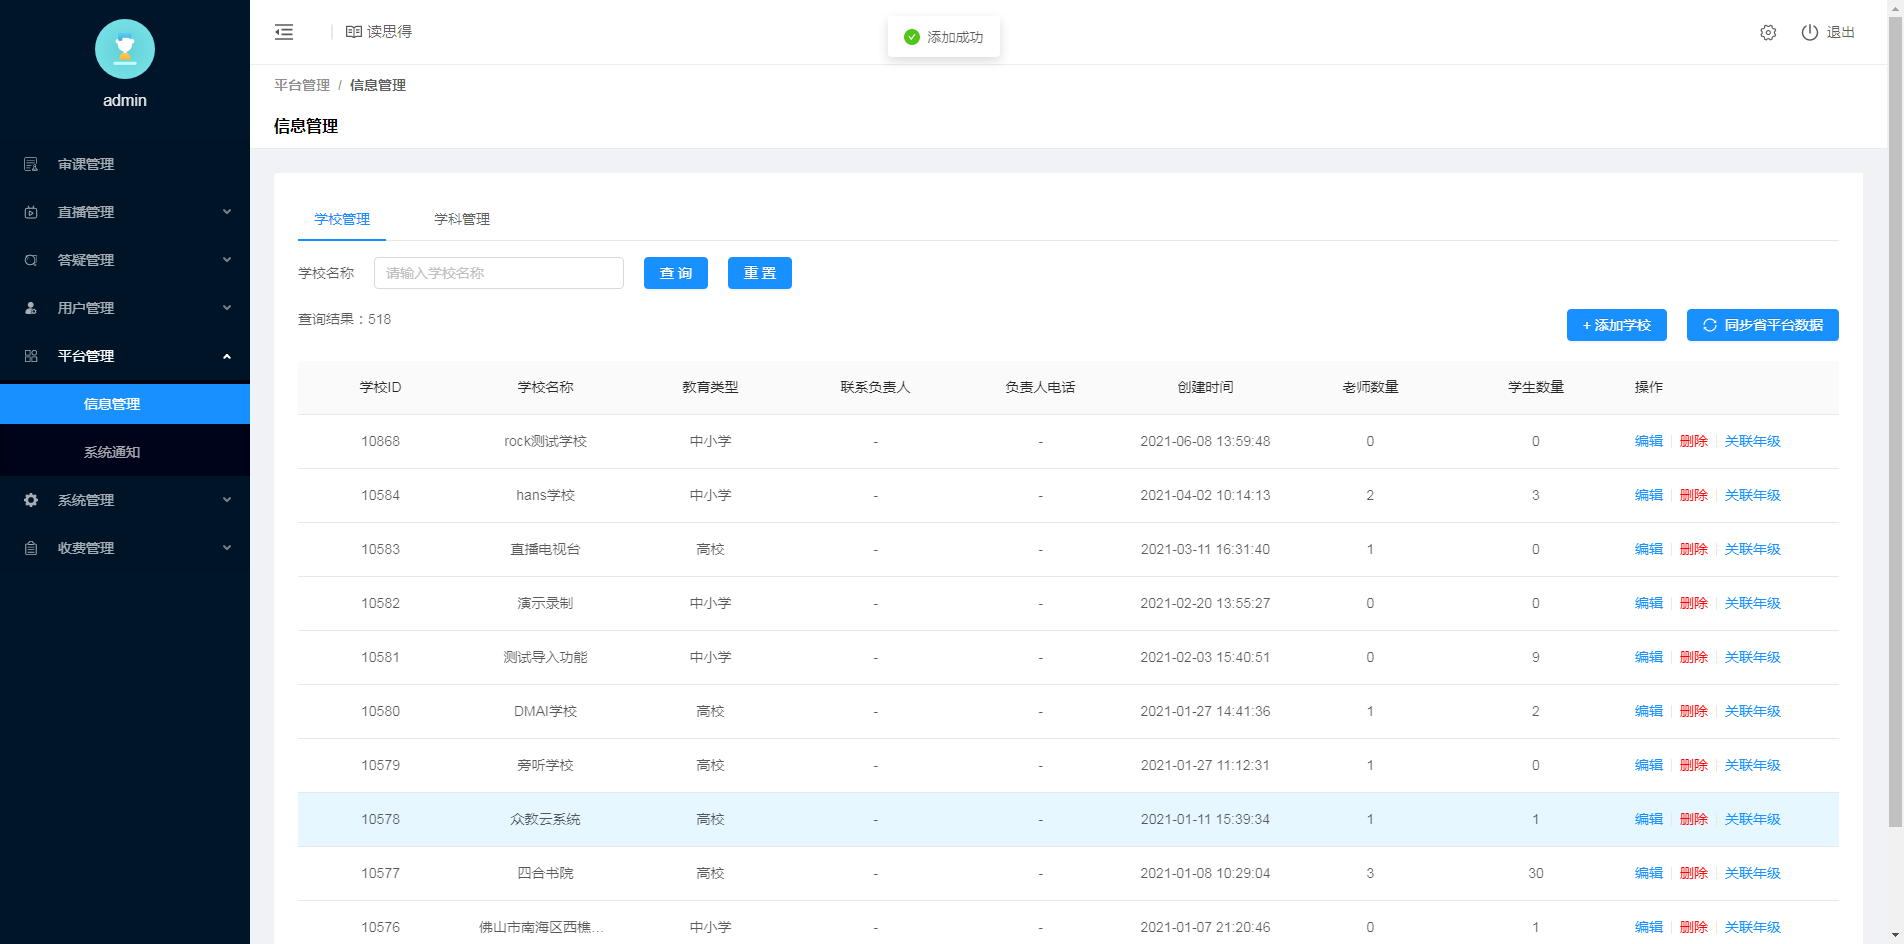 admin
审课管理
直播管理
答疑管理
用户管理
平台管理
信息管理
系统通知
系统管理
收费管理
读思得
添加成功
退出
平台管理 / 信息管理
信息管理
学校管理 学科管理
学校名称 请输入学校名称 查询 重置
查询结果：518
+ 添加学校 同步省平台数据
学校ID 学校名称 教育类型 联系负责人 负责人电话 创建时间 老师数量 学生数量 操作
10868 rock测试学校 中小学 - - 2021-06-08 13:59:48 0 0 编辑 删除 关联年级
10584 hans学校 中小学 - - 2021-04-02 10:14:13 2 3 编辑 删除 关联年级
10583 直播电视台 高校 - - 2021-03-11 16:31:40 1 0 编辑 删除 关联年级
10582 演示录制 中小学 - - 2021-02-20 13:55:27 0 0 编辑 删除 关联年级
10581 测试导入功能 中小学 - - 2021-02-03 15:40:51 0 9 编辑 删除 关联年级
10580 DMAI学校 高校 - - 2021-01-27 14:41:36 1 2 编辑 删除 关联年级
10579 旁听学校 高校 - - 2021-01-27 11:12:31 1 0 编辑 删除 关联年级
10578 众教云系统 高校 - - 2021-01-11 15:39:34 1 1 编辑 删除 关联年级
10577 四合书院 高校 - - 2021-01-08 10:29:04 3 30 编辑 删除 关联年级
10576 佛山市南海区西樵... 中小学 - - 2021-01-07 21:20:46 0 1 编辑 删除 关联年级